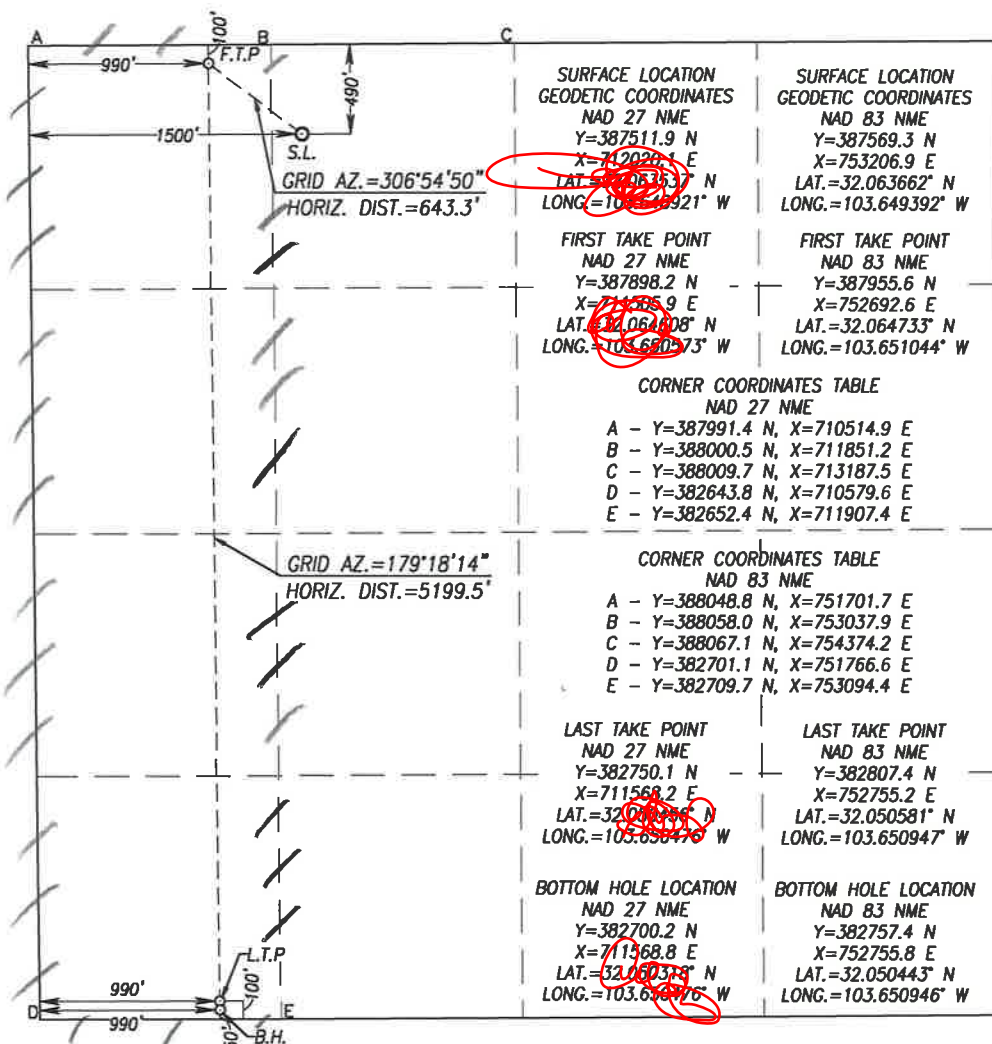 A
B
C
100'
F.T.P
990'
490'
1500'
S.L.
GRID AZ.=306°54'50"
HORIZ. DIST.=643.3'
SURFACE LOCATION
GEODETIC COORDINATES
NAD 27 NME
Y=387511.9 N
E
LAT. N
W
SURFACE LOCATION
GEODETIC COORDINATES
NAD 83 NME
Y=387569.3 N
X=753206.9 E
LAT.=32.063662° N
LONG.=103.649392° W
FIRST TAKE POINT
NAD 27 NME
Y=387898.2 N
E
N
W
FIRST TAKE POINT
NAD 83 NME
Y=387955.6 N
X=752692.6 E
LAT.=32.064733° N
LONG.=103.651044° W
CORNER COORDINATES TABLE
NAD 27 NME
A - Y=387991.4 N, X=710514.9 E
B - Y=388000.5 N, X=711851.2 E
C - Y=388009.7 N, X=713187.5 E
D - Y=382643.8 N, X=710579.6 E
E - Y=382652.4 N, X=711907.4 E
GRID AZ.=179°18'14"
HORIZ. DIST.=5199.5'
CORNER COORDINATES TABLE
NAD 83 NME
A - Y=388048.8 N, X=751701.7 E
B - Y=388058.0 N, X=753037.9 E
C - Y=388067.1 N, X=754374.2 E
D - Y=382701.1 N, X=751766.6 E
E - Y=382709.7 N, X=753094.4 E
LAST TAKE POINT
NAD 27 NME
Y=382750.1 N
X=711568.2 E
N
W
LAST TAKE POINT
NAD 83 NME
Y=382807.4 N
X=752755.2 E
LAT.=32.050581° N
LONG.=103.650947° W
BOTTOM HOLE LOCATION
NAD 27 NME
Y=382700.2 N
X=711568.8 E
N
W
BOTTOM HOLE LOCATION
NAD 83 NME
Y=382757.4 N
X=752755.8 E
LAT.=32.050443° N
LONG.=103.650946° W
L.T.P
990'
100'
D
E
990'
B.H.